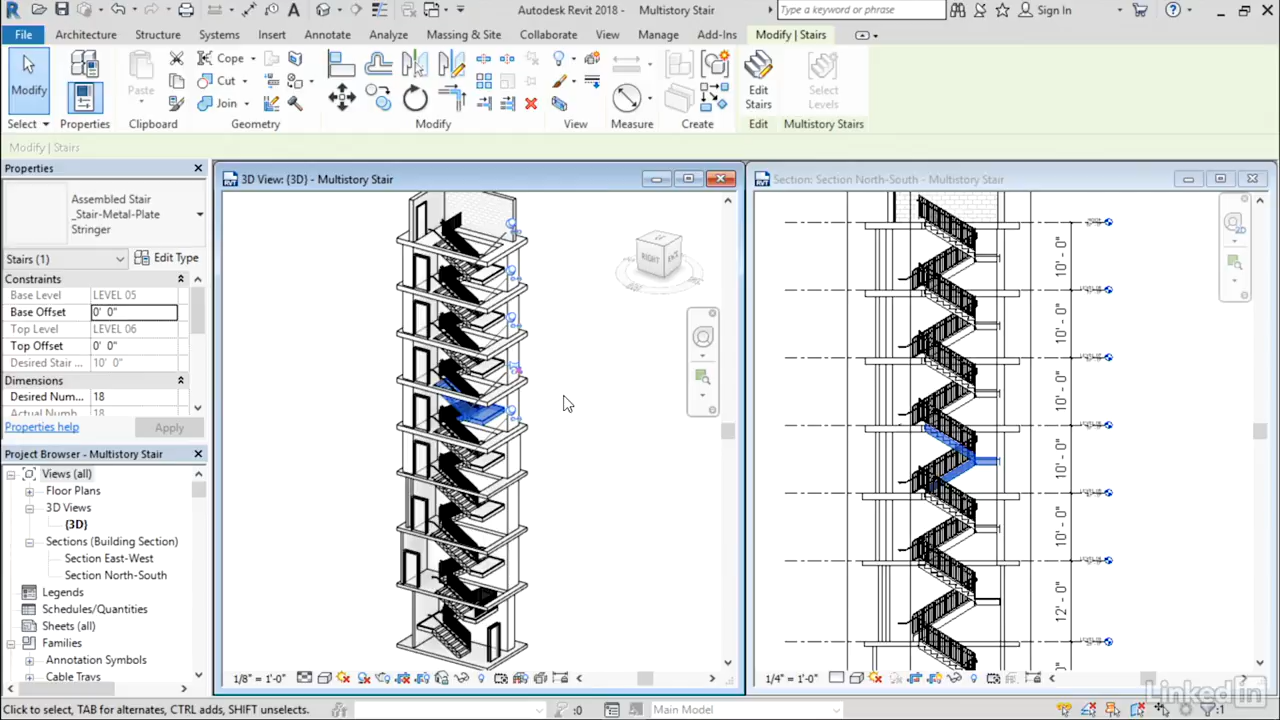 Autodesk Revit 2018 - Multistory Stair
Type a keyword or phrase
Sign In
File
Architecture
Structure
Systems
Insert
Annotate
Analyze
Massing & Site
Collaborate
View
Manage
Add-Ins
Modify | Stairs
Modify
Paste
Cope
Cut
Join
Edit
Stairs
Select
Levels
Select
Properties
Clipboard
Geometry
Modify
View
Measure
Create
Edit
Multistory Stairs
Modify | Stairs
Properties
Assembled Stair
_Stair-Metal-Plate
Stringer
Stairs (1)
Edit Type
Constraints
Base Level LEVEL 05
Base Offset 0' 0"
Top Level LEVEL 06
Top Offset 0' 0"
Desired Stair 10' 0"
Dimensions
Desired Num... 18
Actual Numb 18
Properties help
Apply
Project Browser - Multistory Stair
Views (all)
Floor Plans
3D Views
{3D}
Sections (Building Section)
Section East-West
Section North-South
Legends
Schedules/Quantities
Sheets (all)
Families
Annotation Symbols
Cable Trays
3D View: {3D} - Multistory Stair
RIGHT
1/8" = 1'-0"
Section: Section North-South - Multistory Stair
2D
10' - 0"
10' - 0"
10' - 0"
10' - 0"
10' - 0"
12' - 0"
1/4" = 1'-0"
Click to select, TAB for alternates, CTRL adds, SHIFT unselects.
:0
Main Model
:1
LinkedIn